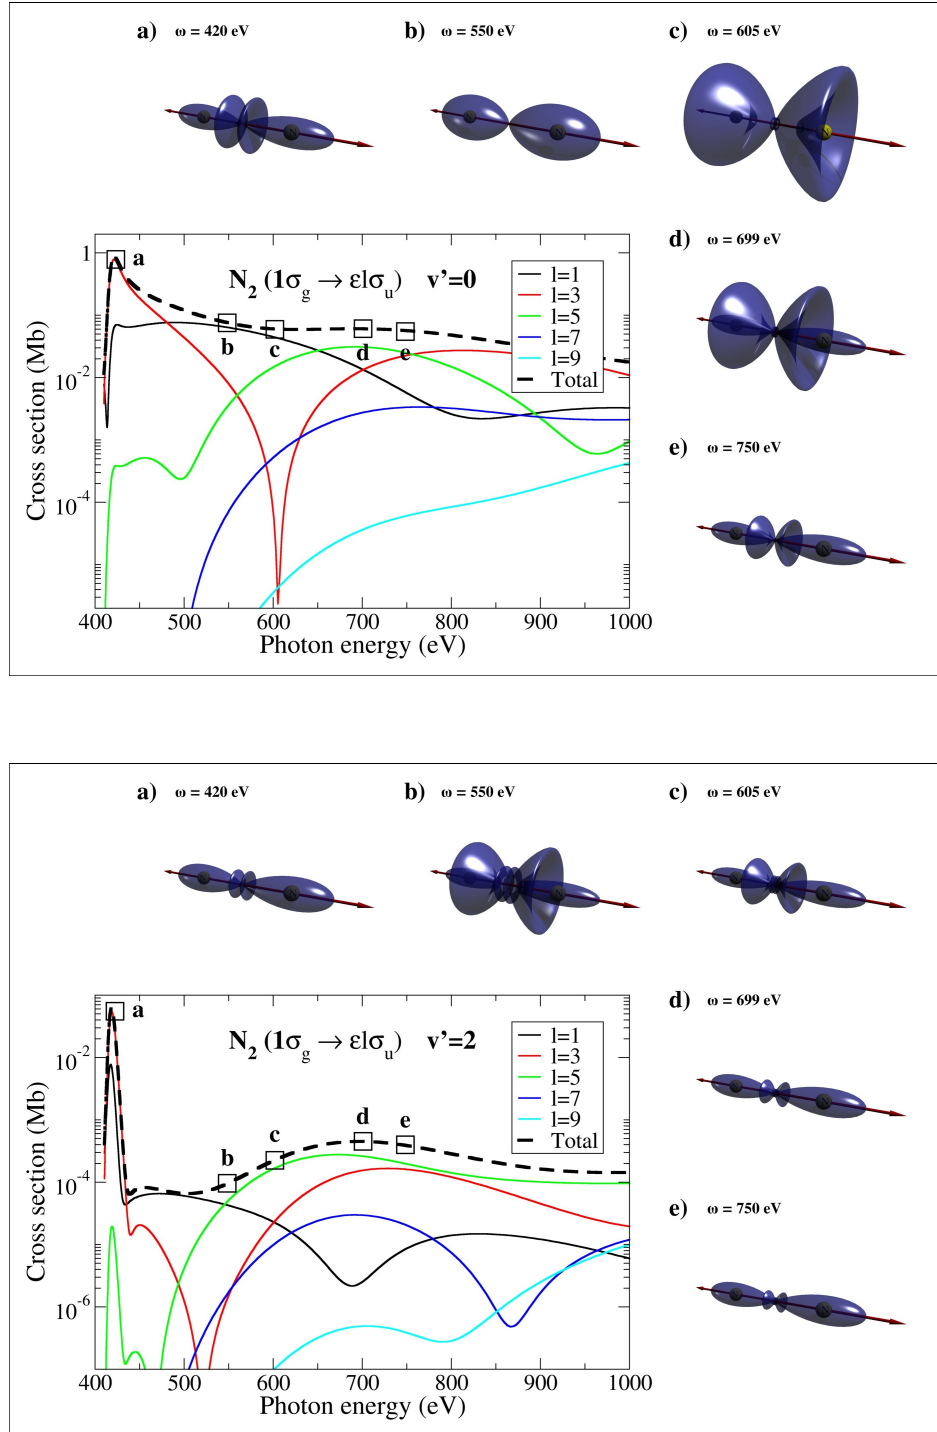 a) ω = 420 eV
b) ω = 550 eV
c) ω = 605 eV
N
N
N
d) ω = 699 eV
N
e) ω = 750 eV
N
Cross section (Mb)
1
10⁻²
10⁻⁴
N₂ (1σg → εlσu) v'=0
a
b
c
d
e
l=1
l=3
l=5
l=7
l=9
Total
400 500 600 700 800 900 1000
Photon energy (eV)
a) ω = 420 eV
b) ω = 550 eV
c) ω = 605 eV
N
N
N
d) ω = 699 eV
N
e) ω = 750 eV
N
Cross section (Mb)
10⁻²
10⁻⁴
10⁻⁶
N₂ (1σg → εlσu) v'=2
a
b
c
d
e
l=1
l=3
l=5
l=7
l=9
Total
400 500 600 700 800 900 1000
Photon energy (eV)